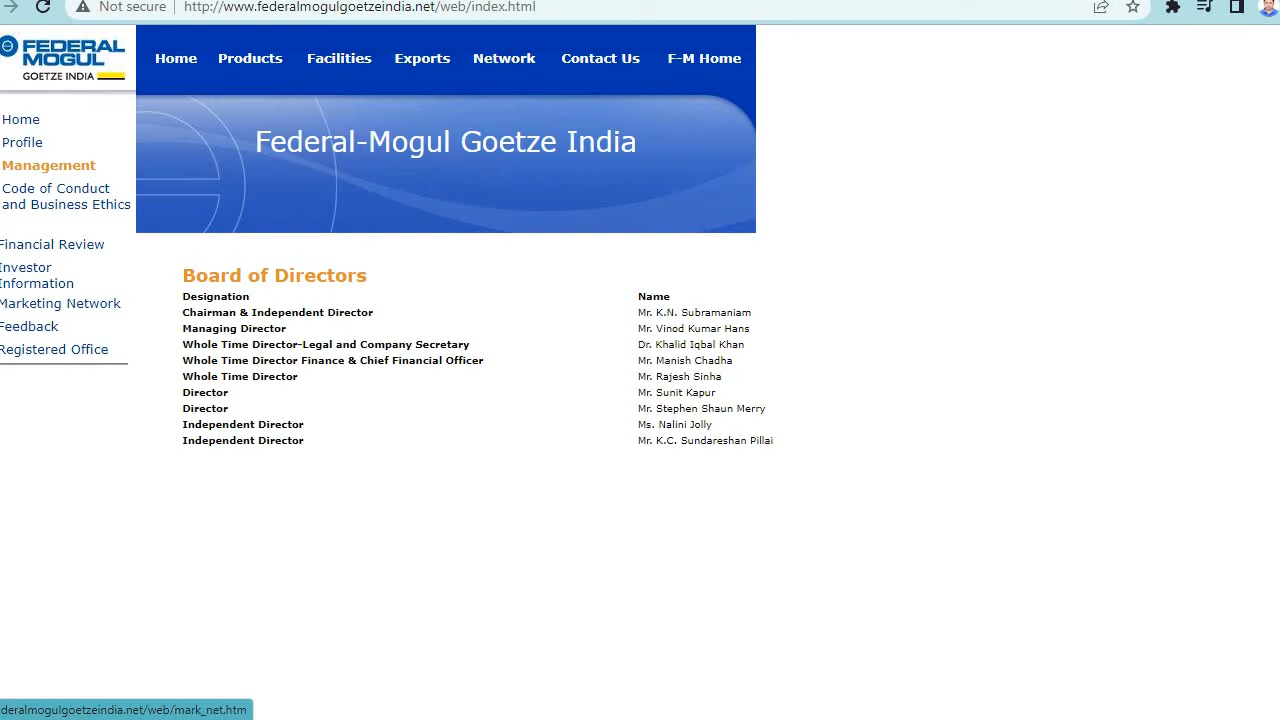 Not secure | http://www.federalmogulgoetzeindia.net/web/index.html
FEDERAL
MOGUL
GOETZE INDIA
Home Products Facilities Exports Network Contact Us F-M Home
Federal-Mogul Goetze India
Home
Profile
Management
Code of Conduct
and Business Ethics
Financial Review
Investor
Information
Marketing Network
Feedback
Registered Office
Board of Directors
Designation Name
Chairman & Independent Director Mr. K.N. Subramaniam
Managing Director Mr. Vinod Kumar Hans
Whole Time Director-Legal and Company Secretary Dr. Khalid Iqbal Khan
Whole Time Director Finance & Chief Financial Officer Mr. Manish Chadha
Whole Time Director Mr. Rajesh Sinha
Director Mr. Sunit Kapur
Director Mr. Stephen Shaun Merry
Independent Director Ms. Nalini Jolly
Independent Director Mr. K.C. Sundareshan Pillai
deralmogulgoetzeindia.net/web/mark_net.htm